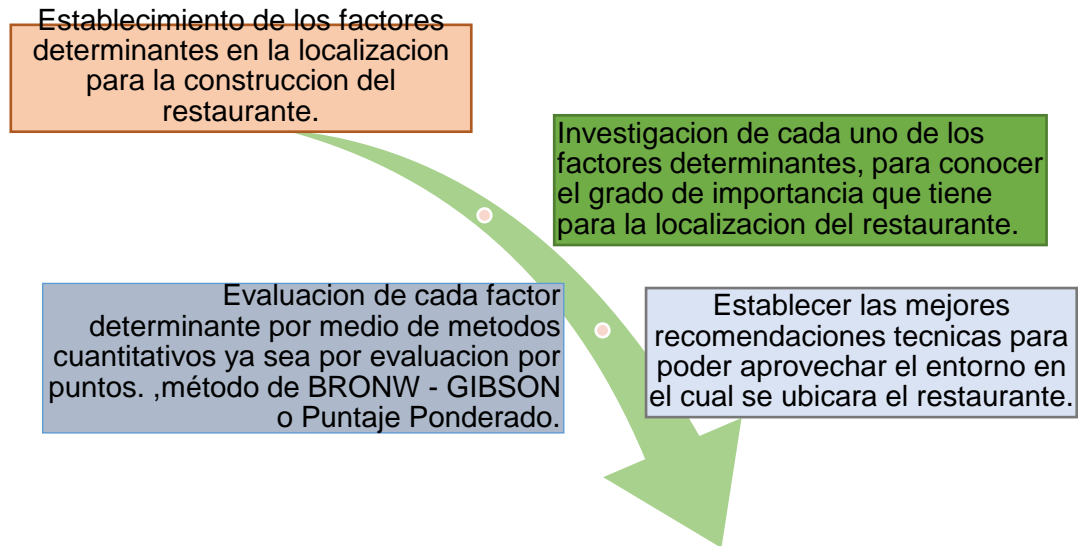 Establecimiento de los factores
determinantes en la localizacion
para la construccion del
restaurante.
Investigacion de cada uno de los
factores determinantes, para conocer
el grado de importancia que tiene
para la localizacion del restaurante.
Evaluacion de cada factor
determinante por medio de metodos
cuantitativos ya sea por evaluacion por
puntos. ,método de BRONW - GIBSON
o Puntaje Ponderado.
Establecer las mejores
recomendaciones tecnicas para
poder aprovechar el entorno en
el cual se ubicara el restaurante.